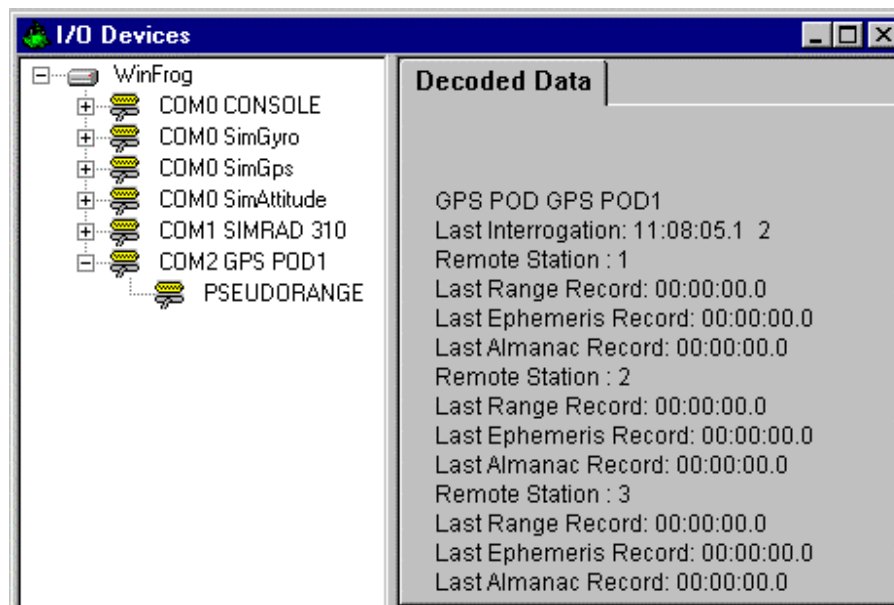 I/O Devices
WinFrog
COM0 CONSOLE
COM0 SimGyro
COM0 SimGps
COM0 SimAttitude
COM1 SIMRAD 310
COM2 GPS POD1
PSEUDORANGE
Decoded Data
GPS POD GPS POD1
Last Interrogation: 11:08:05.1  2
Remote Station : 1
Last Range Record: 00:00:00.0
Last Ephemeris Record: 00:00:00.0
Last Almanac Record: 00:00:00.0
Remote Station : 2
Last Range Record: 00:00:00.0
Last Ephemeris Record: 00:00:00.0
Last Almanac Record: 00:00:00.0
Remote Station : 3
Last Range Record: 00:00:00.0
Last Ephemeris Record: 00:00:00.0
Last Almanac Record: 00:00:00.0